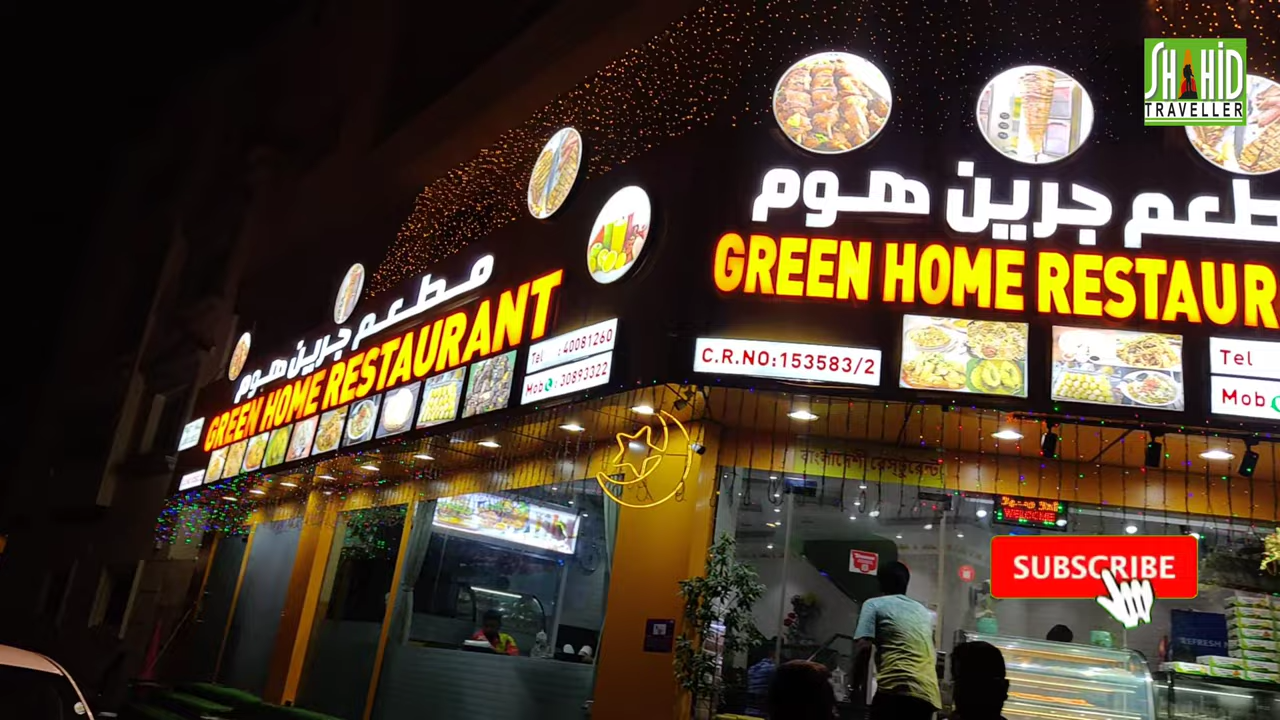 SHAHID
TRAVELLER
مطعم جرين هوم
GREEN HOME RESTAURANT
Tel : 40081260
Mob : 30893322
مطعم جرين هوم
GREEN HOME RESTAUR
C.R.NO:153583/2
Tel
Mob
বাংলাদেশী রেস্টুরেন্ট
WELCOME
SUBSCRIBE
REFRESH